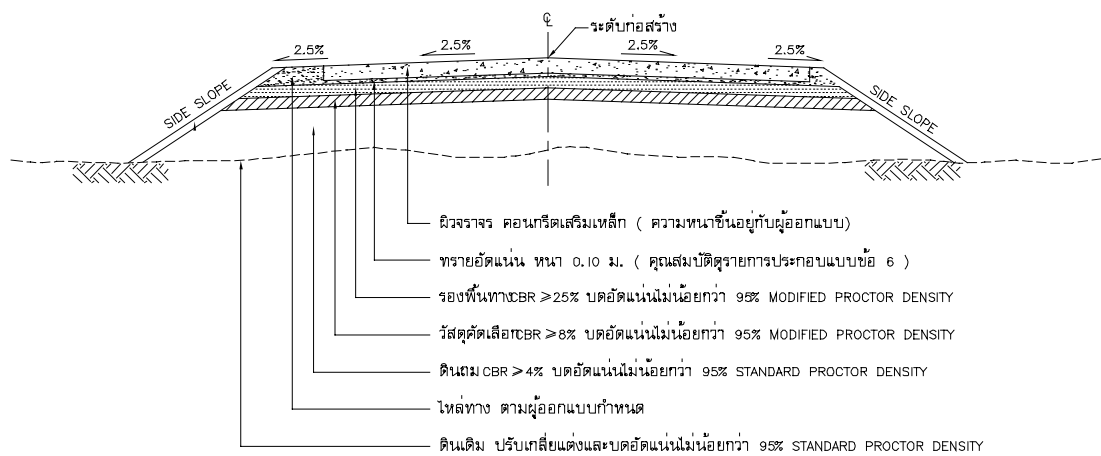 ℄
ระดับก่อสร้าง
2.5% 2.5% 2.5% 2.5%
SIDE SLOPE SIDE SLOPE
ผิวจราจร คอนกรีตเสริมเหล็ก ( ความหนาขึ้นอยู่กับผู้ออกแบบ)
ทรายอัดแน่น หนา 0.10 ม. ( คุณสมบัติดูรายการประกอบแบบข้อ 6 )
รองพื้นทางCBR ≥25% บดอัดแน่นไม่น้อยกว่า 95% MODIFIED PROCTOR DENSITY
วัสดุคัดเลือกCBR ≥8% บดอัดแน่นไม่น้อยกว่า 95% MODIFIED PROCTOR DENSITY
ดินถม CBR ≥4% บดอัดแน่นไม่น้อยกว่า 95% STANDARD PROCTOR DENSITY
ไหล่ทาง ตามผู้ออกแบบกำหนด
ดินเดิม ปรับเกลี่ยแต่งและบดอัดแน่นไม่น้อยกว่า 95% STANDARD PROCTOR DENSITY